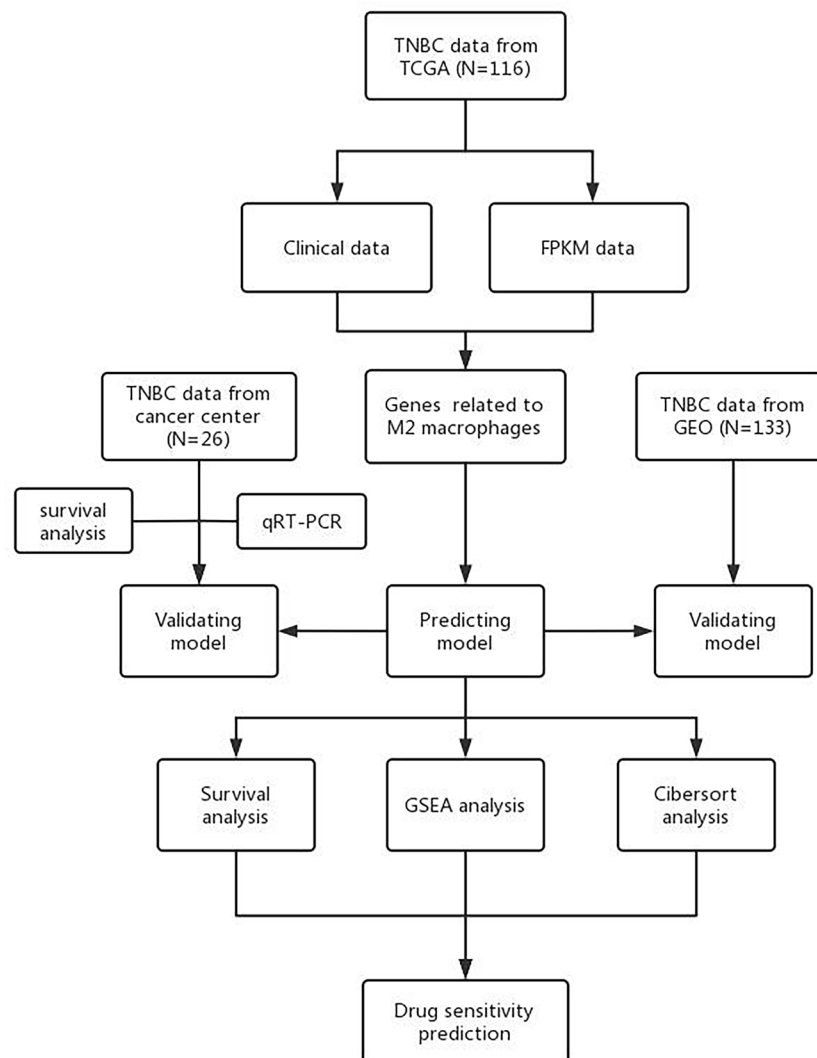 TNBC data from
TCGA (N=116)
Clinical data
FPKM data
TNBC data from
cancer center
(N=26)
Genes related to
M2 macrophages
TNBC data from
GEO (N=133)
survival
analysis
qRT-PCR
Validating
model
Predicting
model
Validating
model
Survival
analysis
GSEA analysis
Cibersort
analysis
Drug sensitivity
prediction